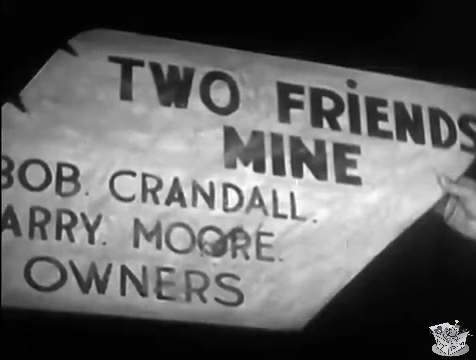 TWO FRIENDS
MINE
BOB. CRANDALL.
ARRY. MOORE.
OWNERS